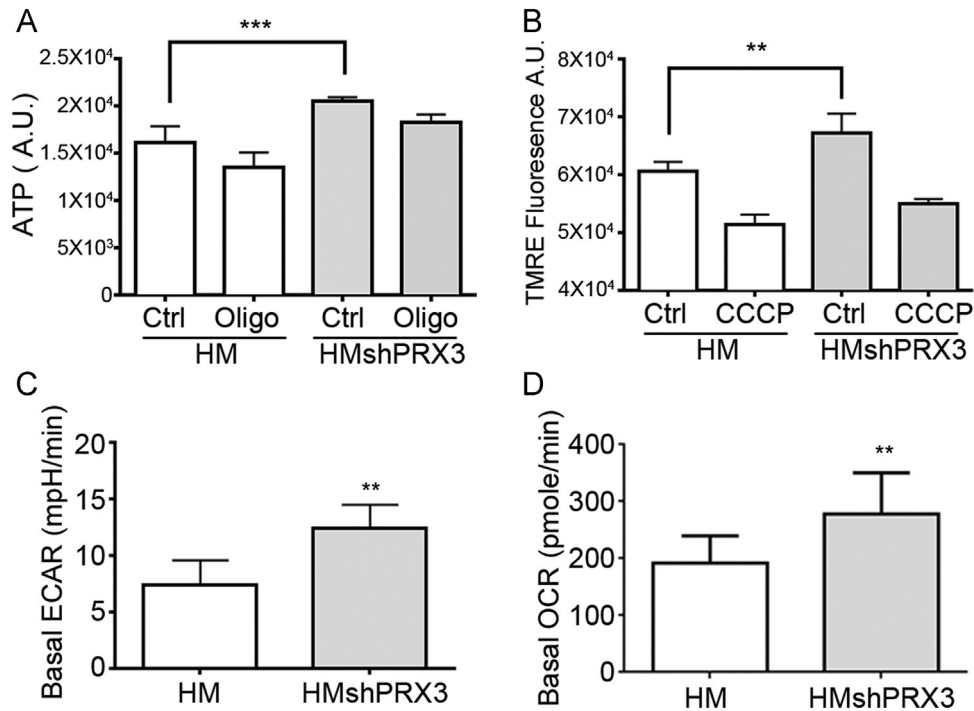 A
ATP ( A.U.)
2.5X10⁴
2X10⁴
1.5X10⁴
1X10⁴
5X10³
0
***
Ctrl Oligo Ctrl Oligo
HM HMshPRX3
B
TMRE Fluoresence A.U.
8X10⁴
7X10⁴
6X10⁴
5X10⁴
4X10⁴
**
Ctrl CCCP Ctrl CCCP
HM HMshPRX3
C
Basal ECAR (mpH/min)
20
15
10
5
0
**
HM HMshPRX3
D
Basal OCR (pmole/min)
400
300
200
100
0
**
HM HMshPRX3